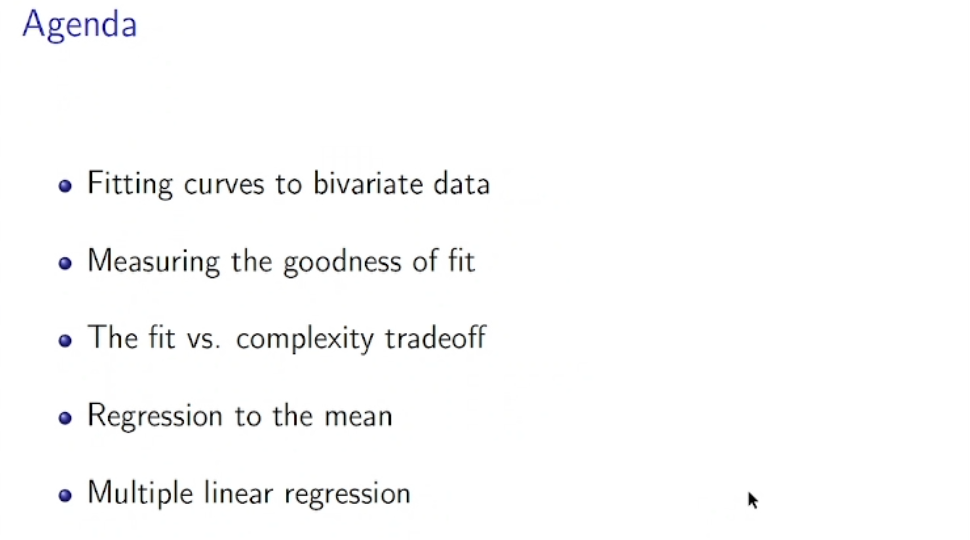 Agenda
Fitting curves to bivariate data
Measuring the goodness of fit
The fit vs. complexity tradeoff
Regression to the mean
Multiple linear regression